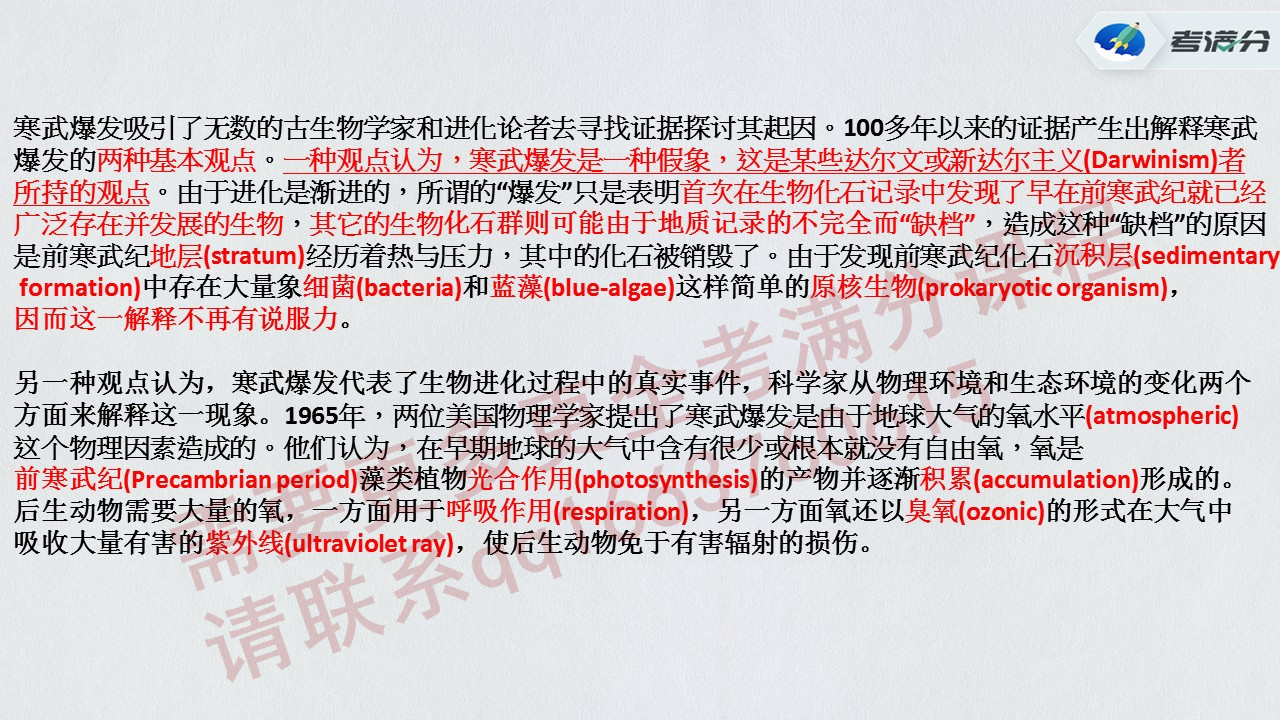 考满分
寒武爆发吸引了无数的古生物学家和进化论者去寻找证据探讨其起因。100多年以来的证据产生出解释寒武
爆发的两种基本观点。一种观点认为，寒武爆发是一种假象，这是某些达尔文或新达尔主义(Darwinism)者
所持的观点。由于进化是渐进的，所谓的“爆发”只是表明首次在生物化石记录中发现了早在前寒武纪就已经
广泛存在并发展的生物，其它的生物化石群则可能由于地质记录的不完全而“缺档”，造成这种“缺档”的原因
是前寒武纪地层(stratum)经历着热与压力，其中的化石被销毁了。由于发现前寒武纪化石沉积层(sedimentary
formation)中存在大量象细菌(bacteria)和蓝藻(blue-algae)这样简单的原核生物(prokaryotic organism)，
因而这一解释不再有说服力。
另一种观点认为，寒武爆发代表了生物进化过程中的真实事件，科学家从物理环境和生态环境的变化两个
方面来解释这一现象。1965年，两位美国物理学家提出了寒武爆发是由于地球大气的氧水平(atmospheric)
这个物理因素造成的。他们认为，在早期地球的大气中含有很少或根本就没有自由氧，氧是
前寒武纪(Precambrian period)藻类植物光合作用(photosynthesis)的产物并逐渐积累(accumulation)形成的。
后生动物需要大量的氧，一方面用于呼吸作用(respiration)，另一方面氧还以臭氧(ozonic)的形式在大气中
吸收大量有害的紫外线(ultraviolet ray)，使后生动物免于有害辐射的损伤。
需要更多更全考满分课程
请联系qq1663700615